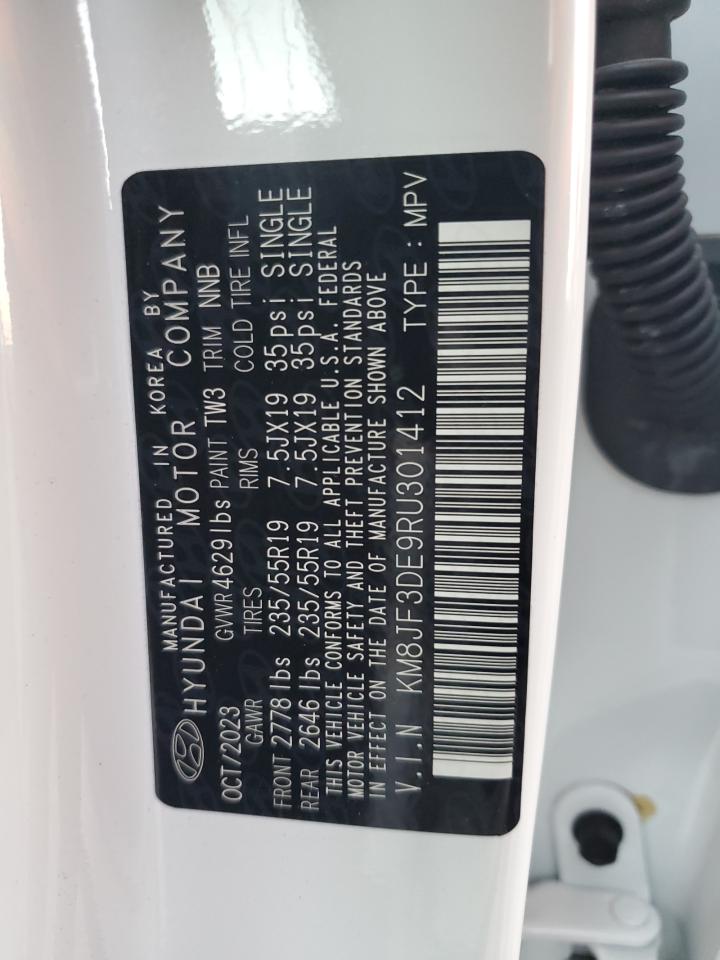 MANUFACTURED IN KOREA BY
HYUNDAI MOTOR COMPANY
OCT/2023 GVWR 4629 lbs PAINT TW3 TRIM NNB
GAWR TIRES RMS COLD TIRE INFL
FRONT 2778 lbs 235/55R19 7.5JX19 35psi SINGLE
REAR 2646 lbs 235/55R19 7.5JX19 35psi SINGLE
THIS VEHICLE CONFORMS TO ALL APPLICABLE U.S.A. FEDERAL
MOTOR VEHICLE SAFETY AND THEFT PREVENTION STANDARDS
IN EFFECT ON THE DATE OF MANUFACTURE SHOWN ABOVE
V.I.N KM8JF3DE9RU301412 TYPE : MPV